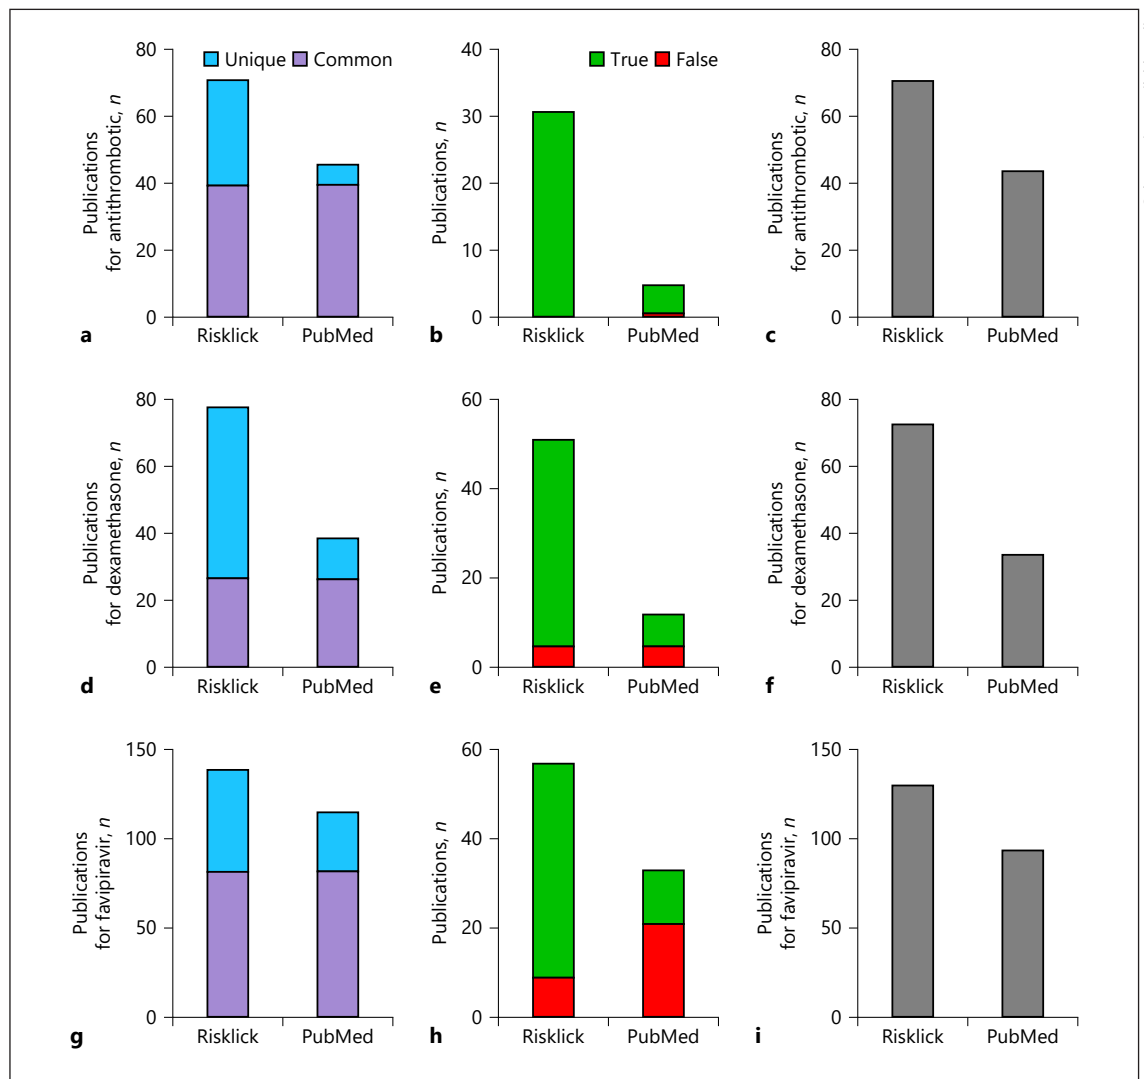 80
60
40
20
0
Publications
for antithrombotic, n
Unique Common
Risklick PubMed
a
40
30
20
10
0
Publications, n
True False
Risklick PubMed
b
80
60
40
20
0
Publications
for antithrombotic, n
Risklick PubMed
c
80
60
40
20
0
Publications
for dexamethasone, n
Risklick PubMed
d
60
40
20
0
Publications, n
Risklick PubMed
e
80
60
40
20
0
Publications
for dexamethasone, n
Risklick PubMed
f
150
100
50
0
Publications
for favipiravir, n
Risklick PubMed
g
60
40
20
0
Publications, n
Risklick PubMed
h
150
100
50
0
Publications
for favipiravir, n
Risklick PubMed
i